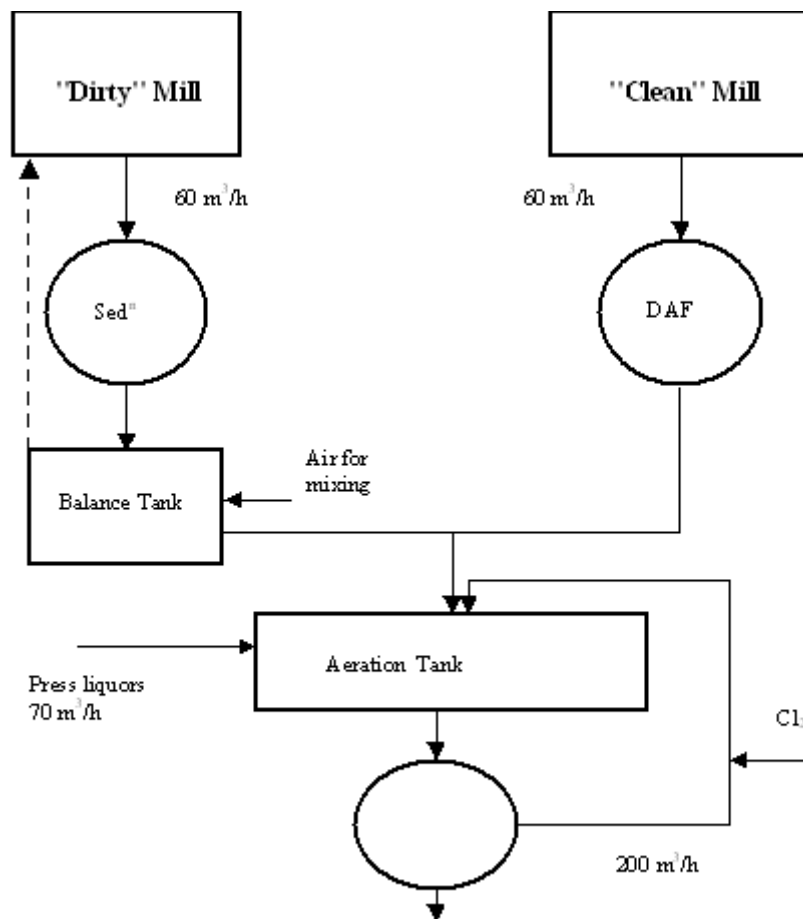 "Dirty" Mill
"Clean" Mill
60 m³/h
60 m³/h
Sedⁿ
DAF
Air for
mixing
Balance Tank
Aeration Tank
Press liquors
70 m³/h
Cl₂
200 m³/h